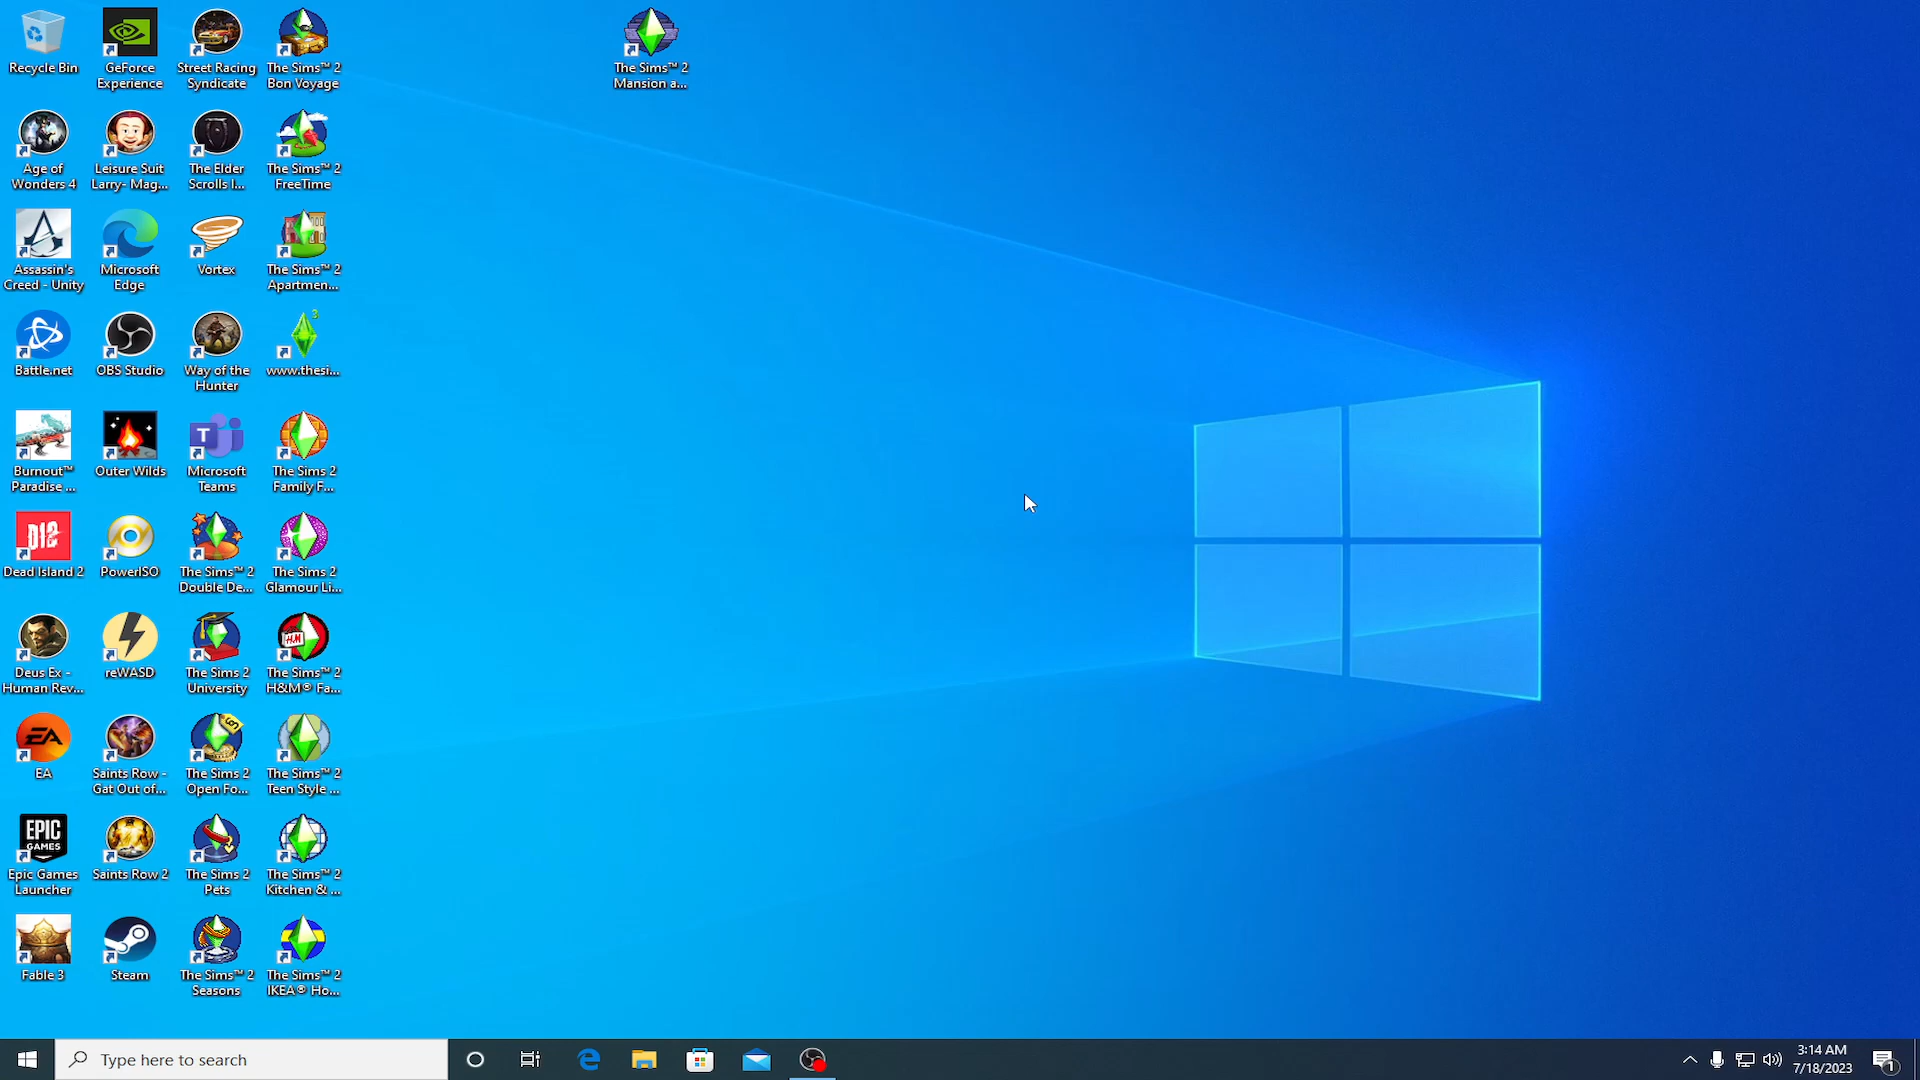 Recycle Bin
GeForce
Experience
Street Racing
Syndicate
The Sims™ 2
Bon Voyage
The Sims™ 2
Mansion a...
Age of
Wonders 4
Leisure Suit
Larry- Mag...
The Elder
Scrolls I...
The Sims™ 2
FreeTime
Assassin's
Creed - Unity
Microsoft
Edge
Vortex
The Sims™ 2
Apartmen...
Battle.net
OBS Studio
Way of the
Hunter
3
www.thesi...
Burnout™
Paradise ...
Outer Wilds
T
Microsoft
Teams
The Sims 2
Family F...
Dead Island 2
PowerISO
The Sims™ 2
Double De...
The Sims 2
Glamour Li...
Deus Ex -
Human Rev...
reWASD
The Sims 2
University
H&M
The Sims™ 2
H&M® Fa...
EA
EA
Saints Row -
Gat Out of...
The Sims 2
Open Fo...
The Sims™ 2
Teen Style ...
EPIC
GAMES
Epic Games
Launcher
Saints Row 2
The Sims 2
Pets
The Sims™ 2
Kitchen & ...
Fable 3
Steam
The Sims™ 2
Seasons
The Sims™ 2
IKEA® Ho...
Type here to search
3:14 AM
7/18/2023
1